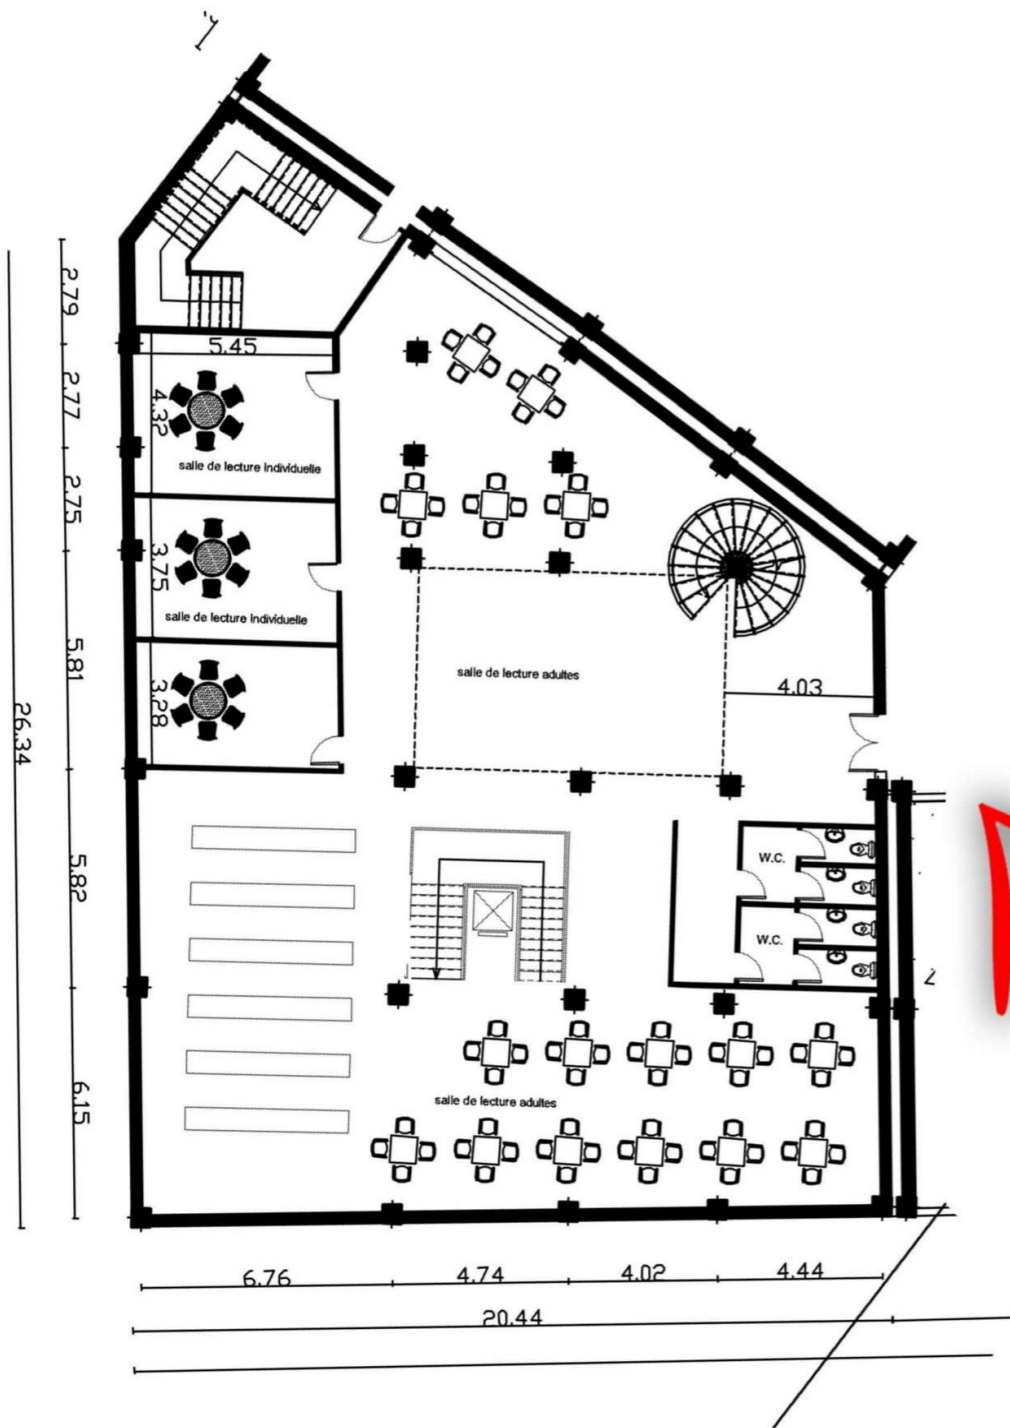 2.79
5.45
2.77
4.32
salle de lecture individuelle
2.75
3.75
salle de lecture individuelle
5.81
salle de lecture adultes
3.28
4.03
26.34
5.82
W.C.
W.C.
6.15
salle de lecture adultes
6.76
4.74
4.02
4.44
20.44